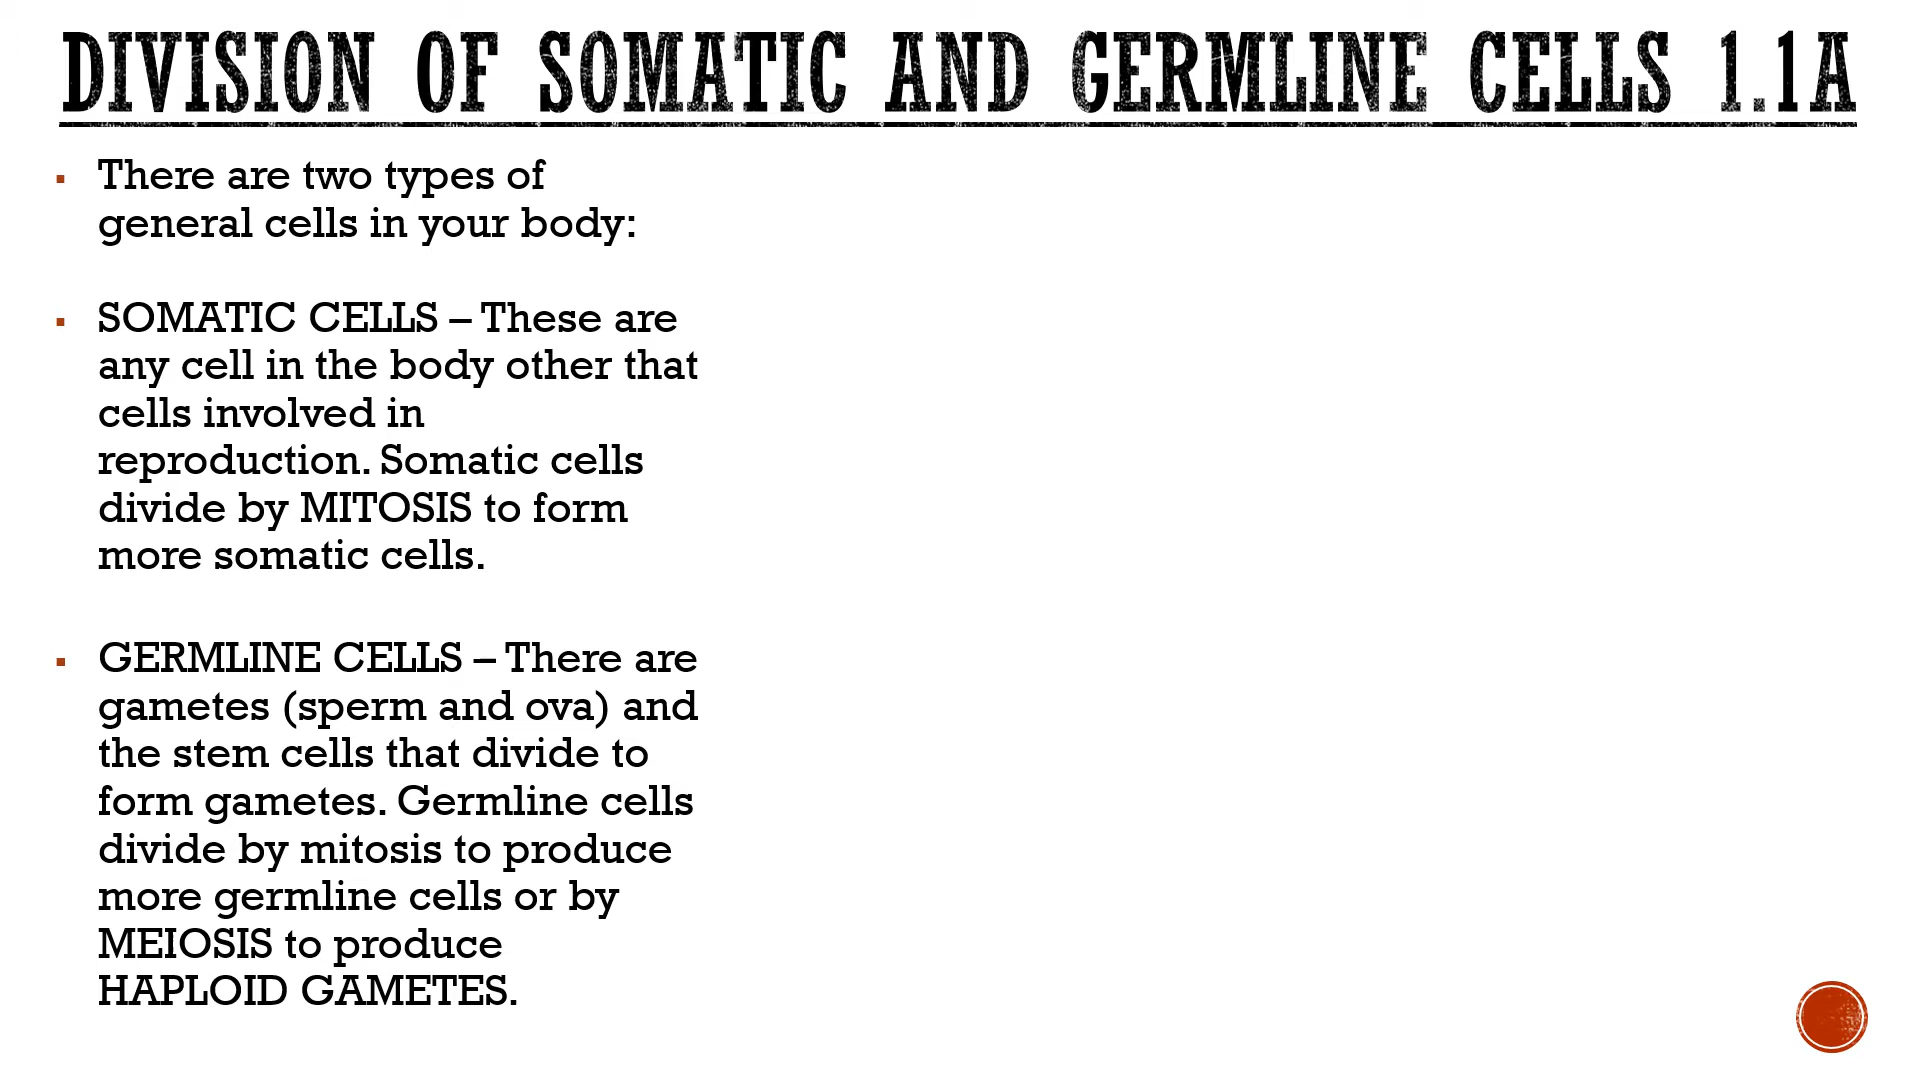 DIVISION OF SOMATIC AND GERMLINE CELLS 1.1A
▪ There are two types of
general cells in your body:
▪ SOMATIC CELLS – These are
any cell in the body other that
cells involved in
reproduction. Somatic cells
divide by MITOSIS to form
more somatic cells.
▪ GERMLINE CELLS – There are
gametes (sperm and ova) and
the stem cells that divide to
form gametes. Germline cells
divide by mitosis to produce
more germline cells or by
MEIOSIS to produce
HAPLOID GAMETES.